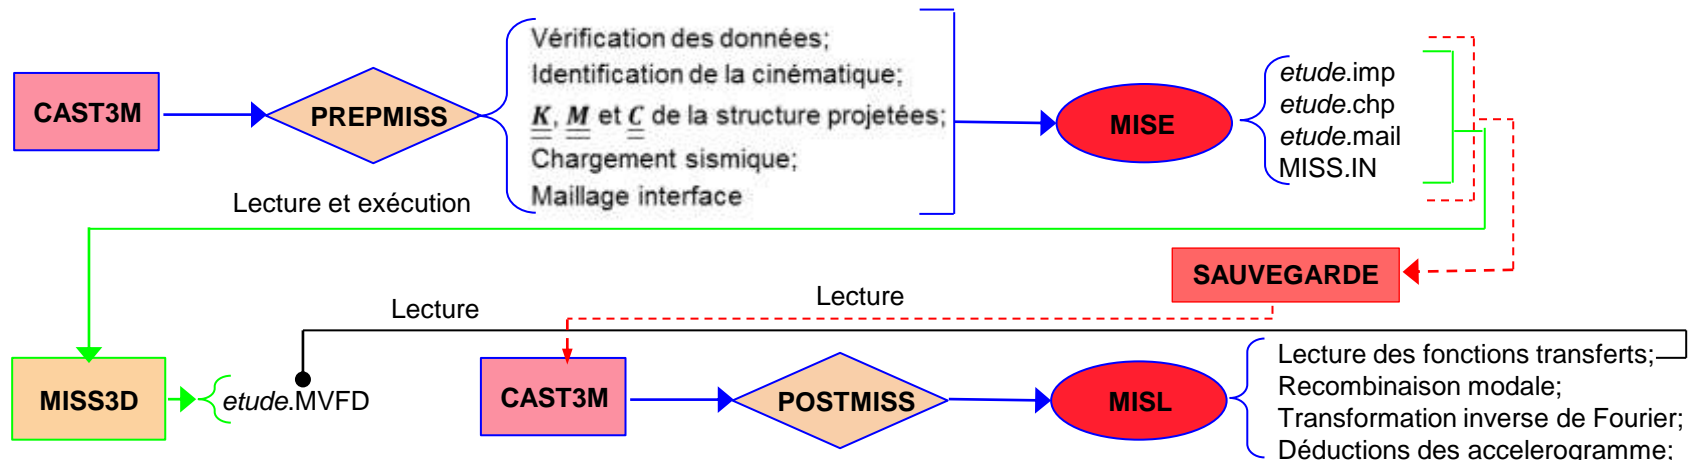 CAST3M
PREPMISS
Vérification des données;
Identification de la cinématique;
K, M et C de la structure projetées;
Chargement sismique;
Maillage interface
MISE
etude.imp
etude.chp
etude.mail
MISS.IN
Lecture et exécution
SAUVEGARDE
Lecture
Lecture
MISS3D
etude.MVFD
CAST3M
POSTMISS
MISL
Lecture des fonctions transferts;
Recombinaison modale;
Transformation inverse de Fourier;
Déductions des accelerogramme;